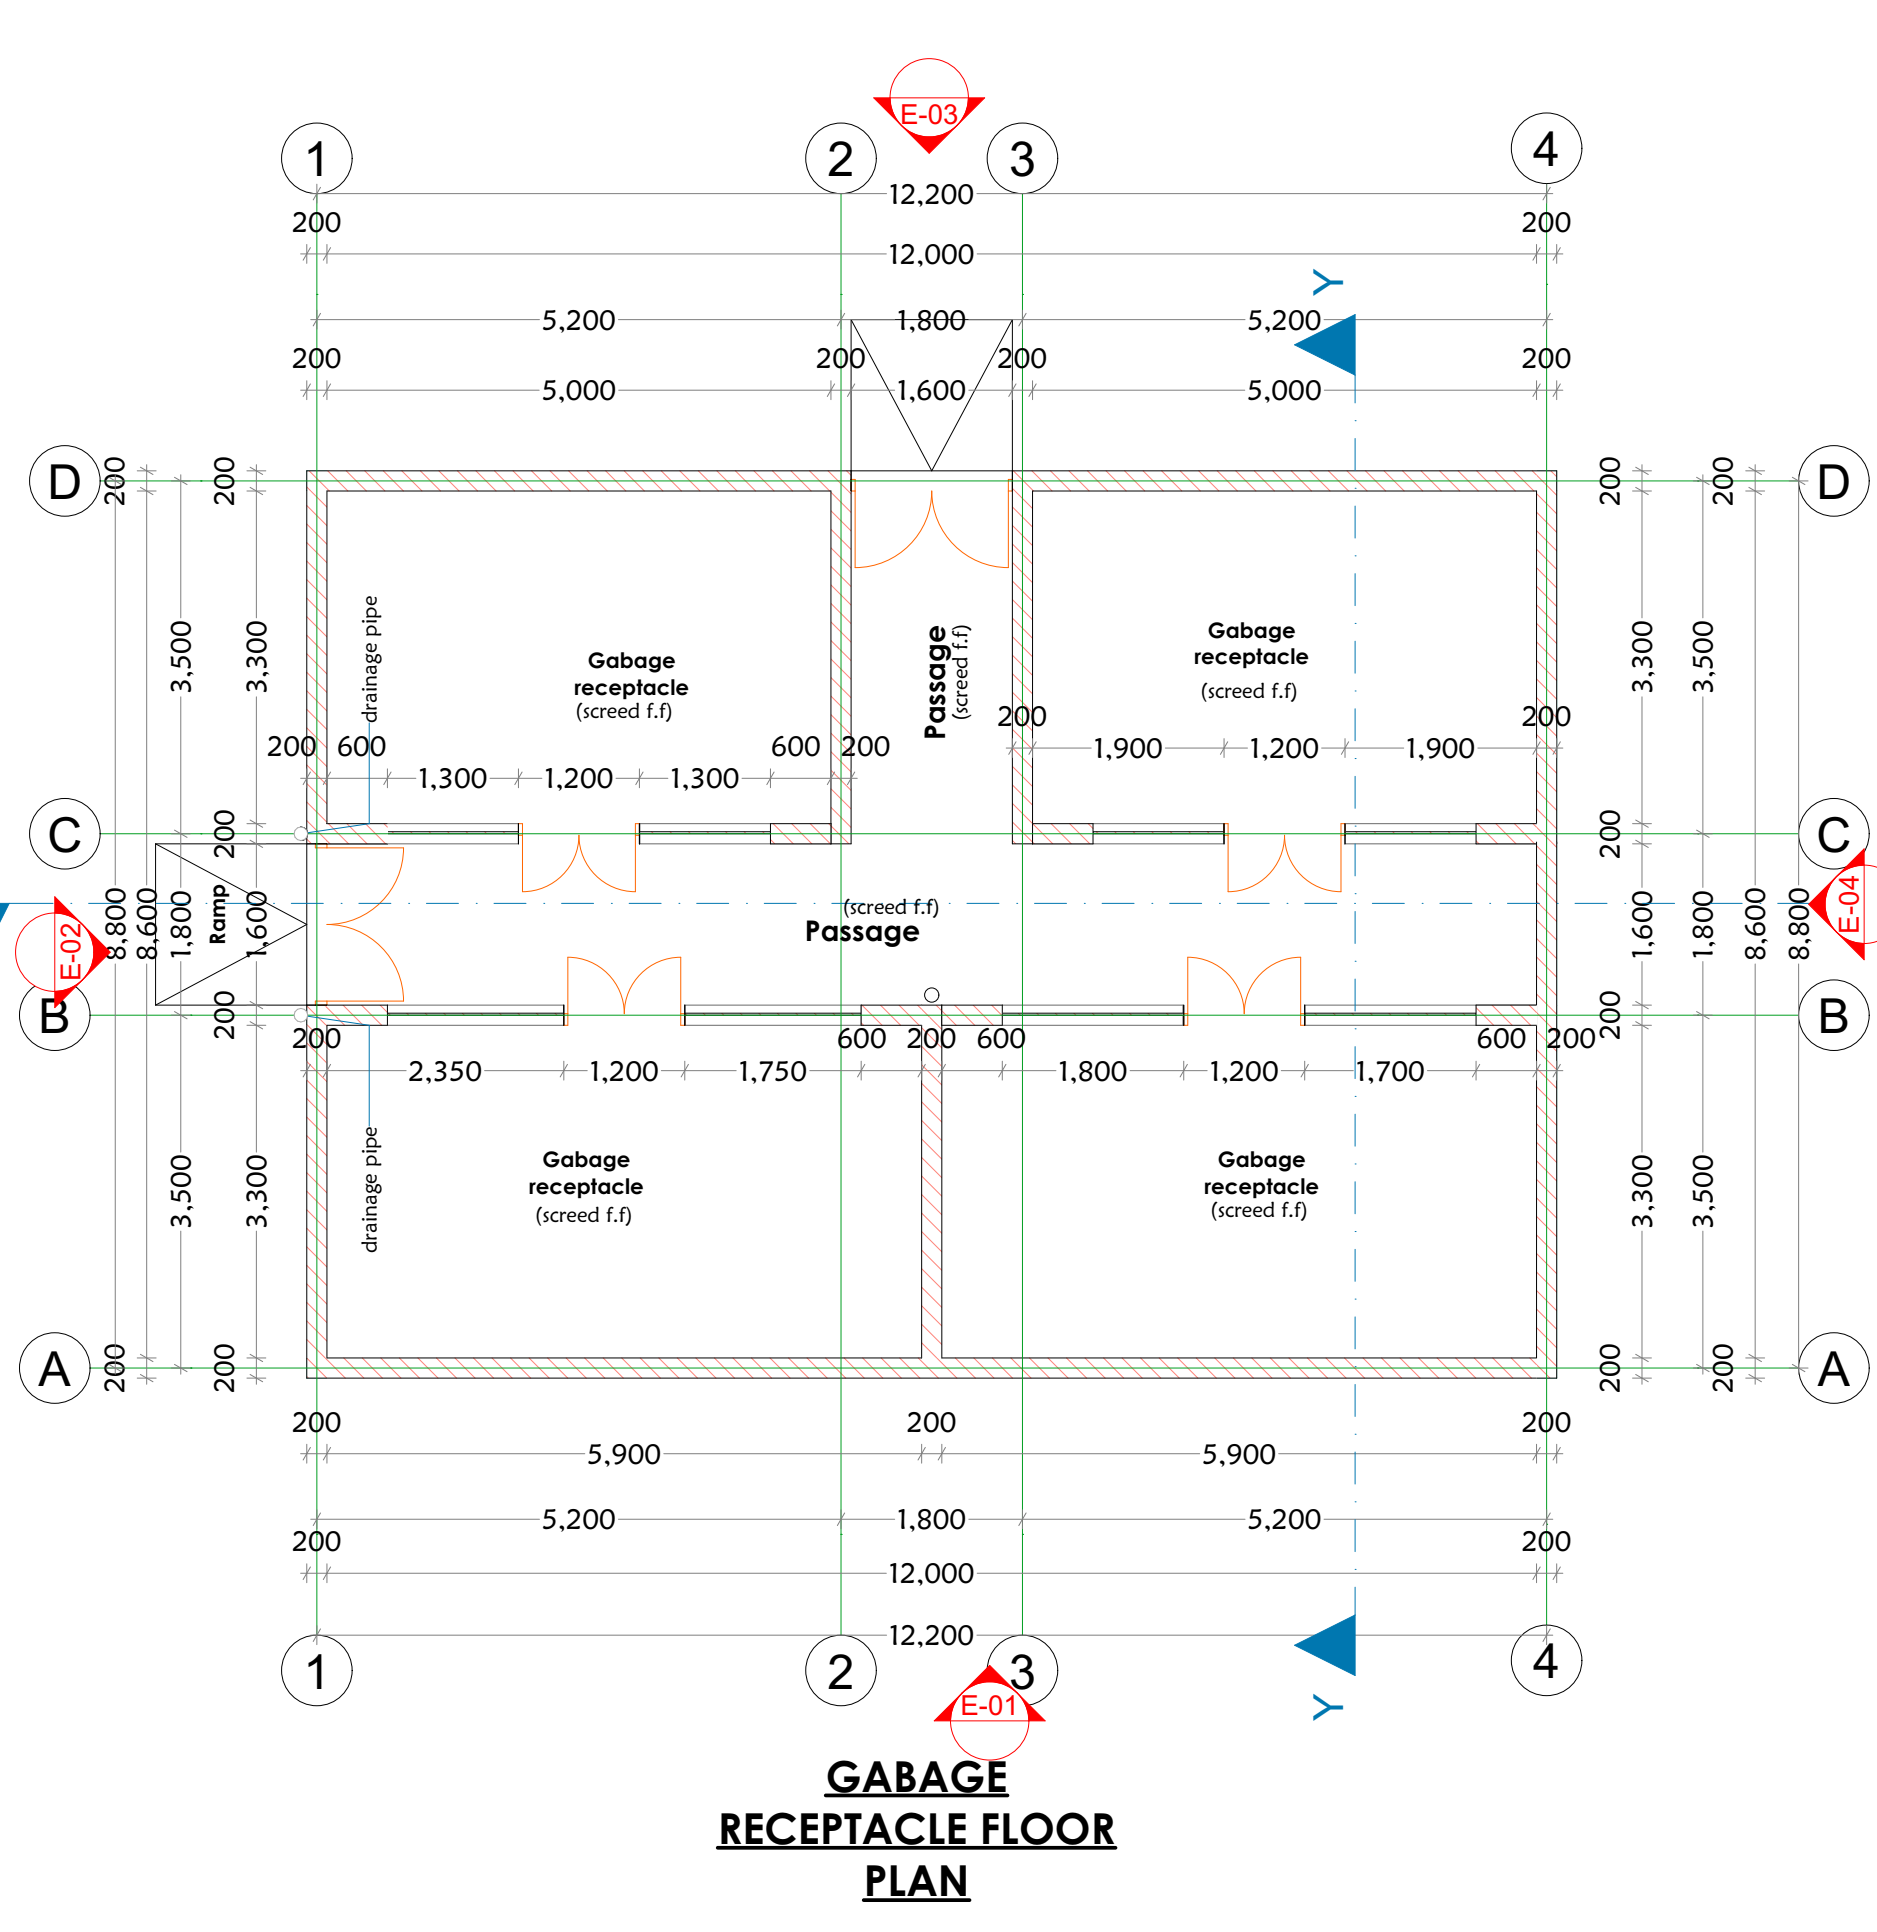 E-03
1
2
3
4
12,200
200
200
12,000
Y
5,200
1,800
5,200
200
200
200
200
5,000
1,600
5,000
D
200
200
200
200
D
3,500
3,300
drainage pipe
Gabage
receptacle
(screed f.f)
Passage
(screed f.f)
Gabage
receptacle
(screed f.f)
3,300
3,500
200
200
200
600
600
200
1,900
1,200
1,900
1,300
1,200
1,300
C
200
200
C
E-02
8,800
8,600
1,800
Ramp
1,600
(screed f.f)
Passage
1,600
1,800
8,600
8,800
E-04
B
200
200
B
200
600
200
600
600
200
2,350
1,200
1,750
1,800
1,200
1,700
3,500
3,300
drainage pipe
Gabage
receptacle
(screed f.f)
Gabage
receptacle
(screed f.f)
3,300
3,500
A
200
200
200
200
A
200
200
200
5,900
5,900
5,200
1,800
5,200
200
200
12,000
12,200
1
2
3
4
E-01
Y
GABAGE
RECEPTACLE FLOOR
PLAN